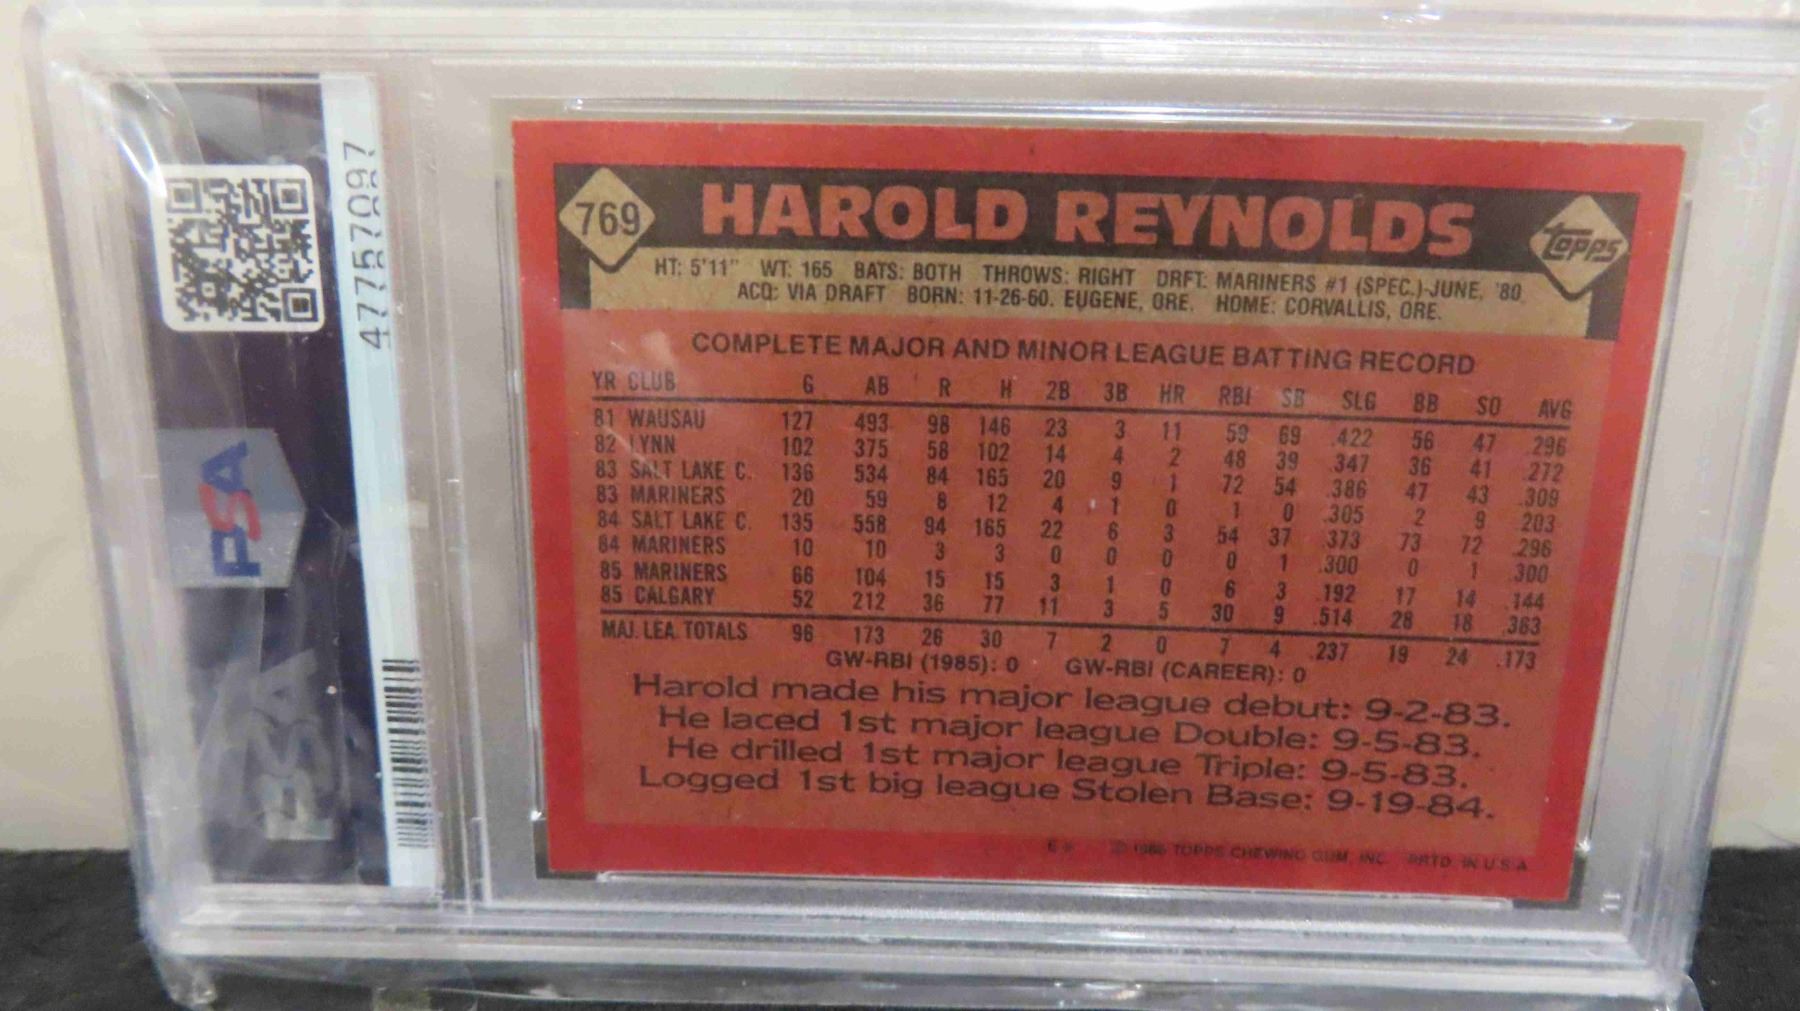 47757097
PSA
PSA
769 HAROLD REYNOLDS Topps
HT: 5'11" WT: 165 BATS: BOTH THROWS: RIGHT DRFT: MARINERS #1 (SPEC.)-JUNE, '80
ACQ: VIA DRAFT BORN: 11-26-60, EUGENE, ORE. HOME: CORVALLIS, ORE.
COMPLETE MAJOR AND MINOR LEAGUE BATTING RECORD
YR CLUB G AB R H 2B 3B HR RBI SB SLG BB SO AVG
81 WAUSAU 127 493 98 146 23 3 11 59 69 .422 56 47 .296
82 LYNN 102 375 58 102 14 4 2 48 39 .347 36 41 .272
83 SALT LAKE C. 136 534 84 165 20 9 1 72 54 .386 47 43 .309
83 MARINERS 20 59 8 12 4 1 0 1 0 .305 2 9 .203
84 SALT LAKE C. 135 558 94 165 22 6 3 54 37 .373 73 72 .296
84 MARINERS 10 10 3 3 0 0 0 0 1 .300 0 1 .300
85 MARINERS 66 104 15 15 3 1 0 6 3 .192 17 14 .144
85 CALGARY 52 212 36 77 11 3 5 30 9 .514 28 18 .363
MAJ. LEA. TOTALS 96 173 26 30 7 2 0 7 4 .237 19 24 .173
GW-RBI (1985): 0 GW-RBI (CAREER): 0
Harold made his major league debut: 9-2-83.
He laced 1st major league Double: 9-5-83.
He drilled 1st major league Triple: 9-5-83.
Logged 1st big league Stolen Base: 9-19-84.
© 1986 TOPPS CHEWING GUM, INC. PRTD. IN U.S.A.